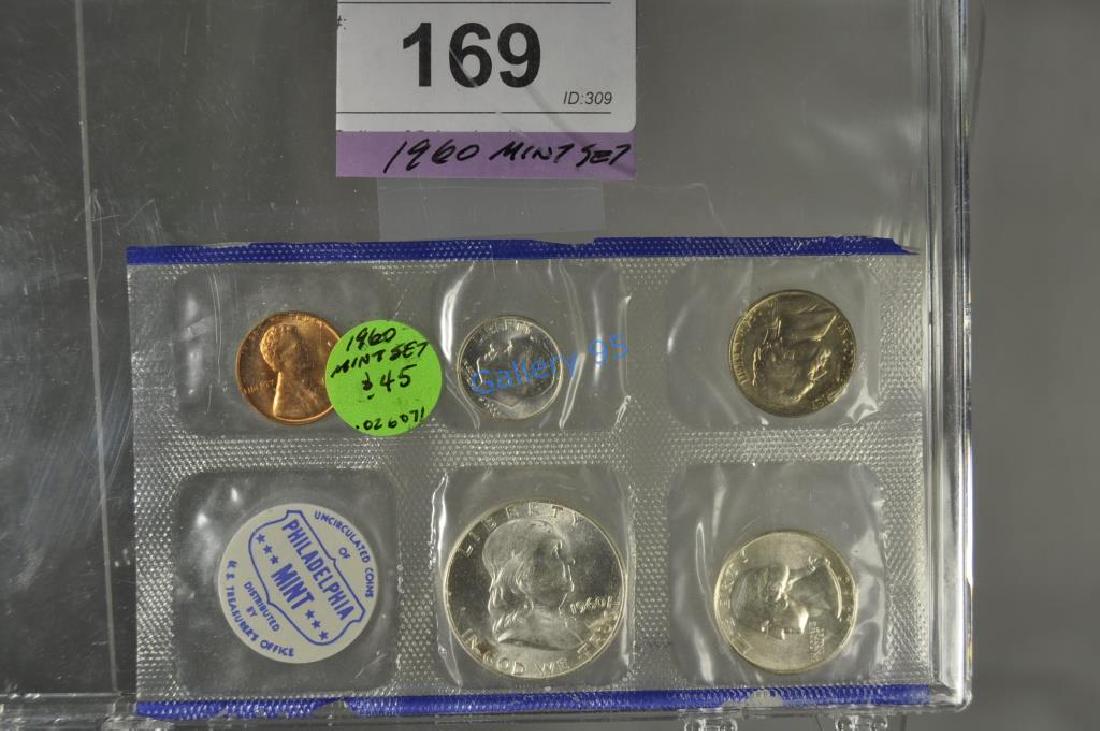 169
ID:309
1960 MINT SET
1960
MINT SET
$45
.026071
Gallery 95
UNCIRCULATED COINS
OF
PHILADELPHIA
MINT
DISTRIBUTED
BY
U.S. TREASURER'S OFFICE
LIBERTY
1960
IN GOD WE TRUST